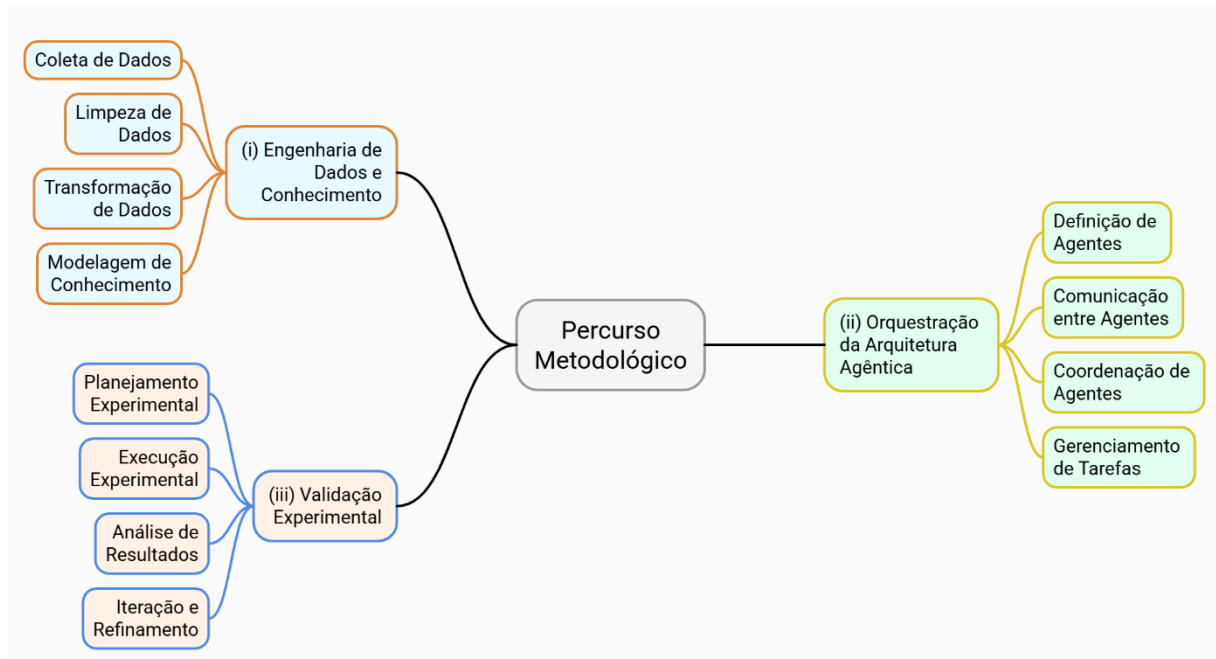 Coleta de Dados
Limpeza de
Dados
Transformação
de Dados
Modelagem de
Conhecimento
(i) Engenharia de
Dados e
Conhecimento
Percurso
Metodológico
(ii) Orquestração
da Arquitetura
Agêntica
Definição de
Agentes
Comunicação
entre Agentes
Coordenação de
Agentes
Gerenciamento
de Tarefas
Planejamento
Experimental
Execução
Experimental
Análise de
Resultados
Iteração e
Refinamento
(iii) Validação
Experimental